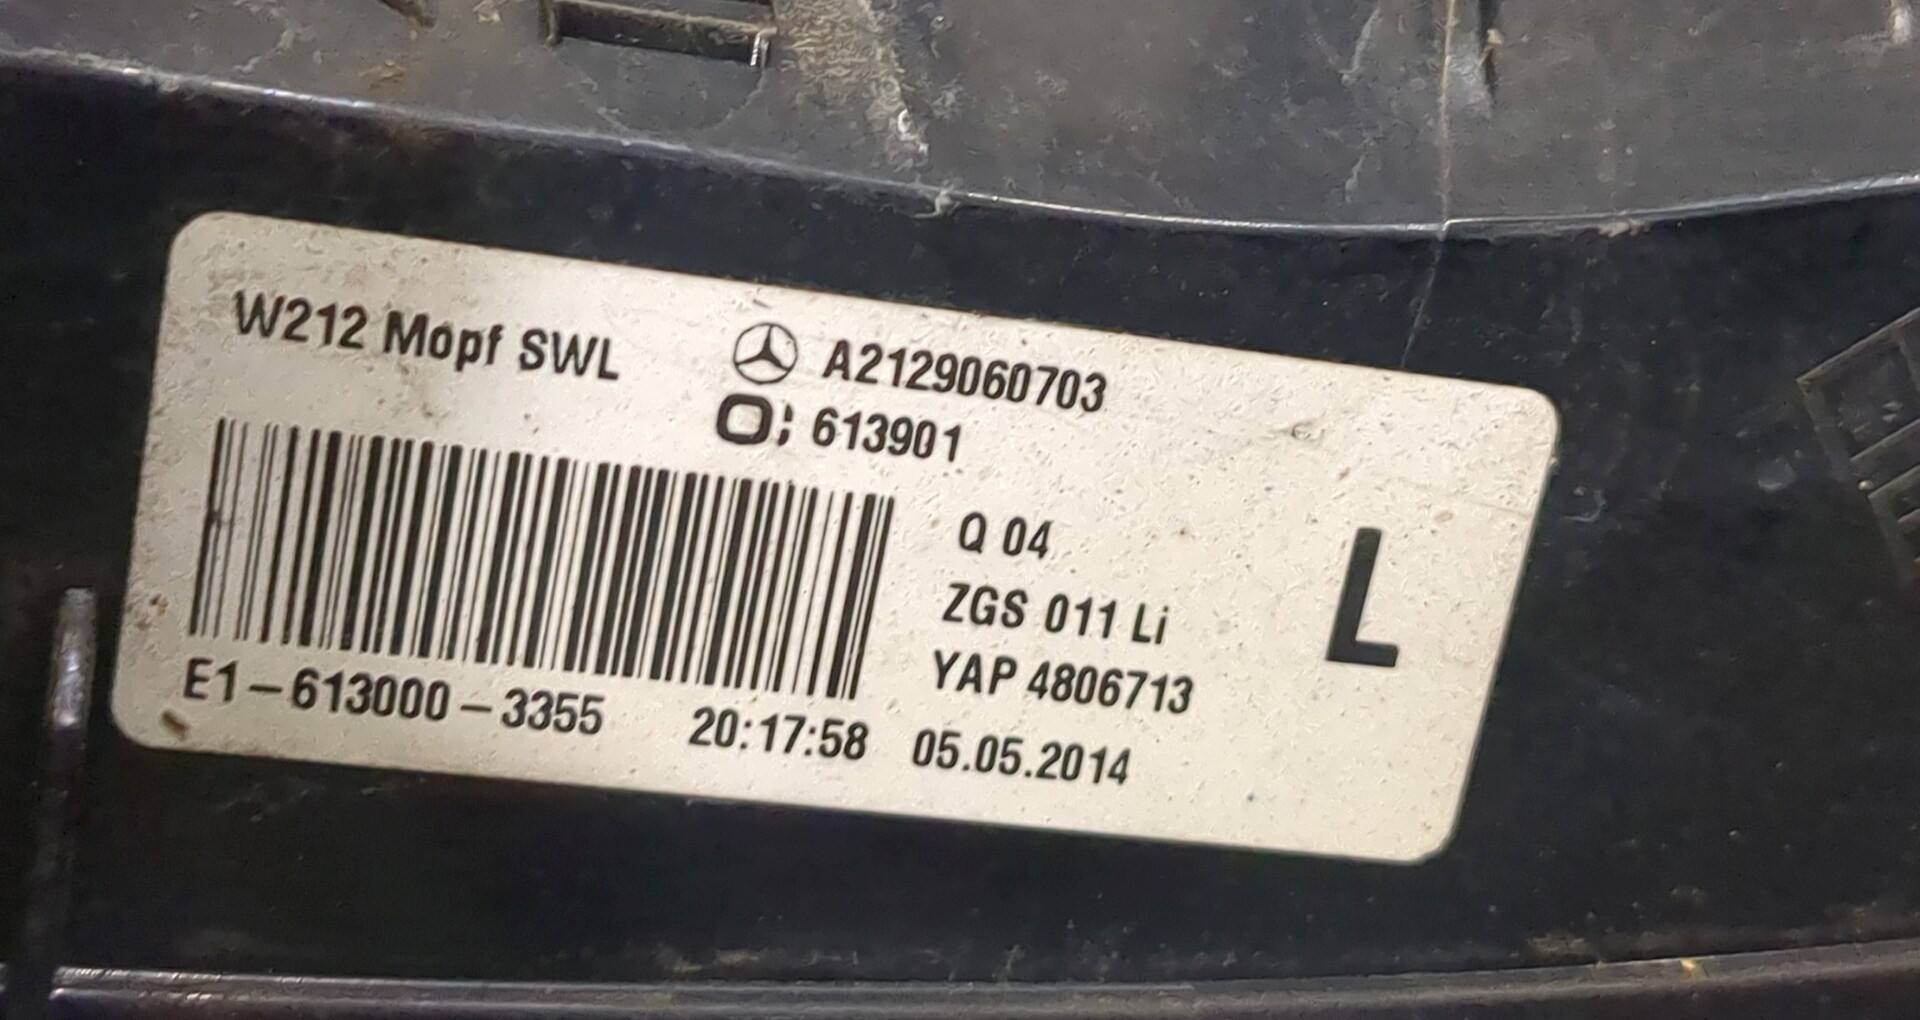 W212 Mopf SWL
A2129060703
613901
Q 04
ZGS 011 Li
L
YAP 4806713
E1-613000-3355 20:17:58 05.05.2014